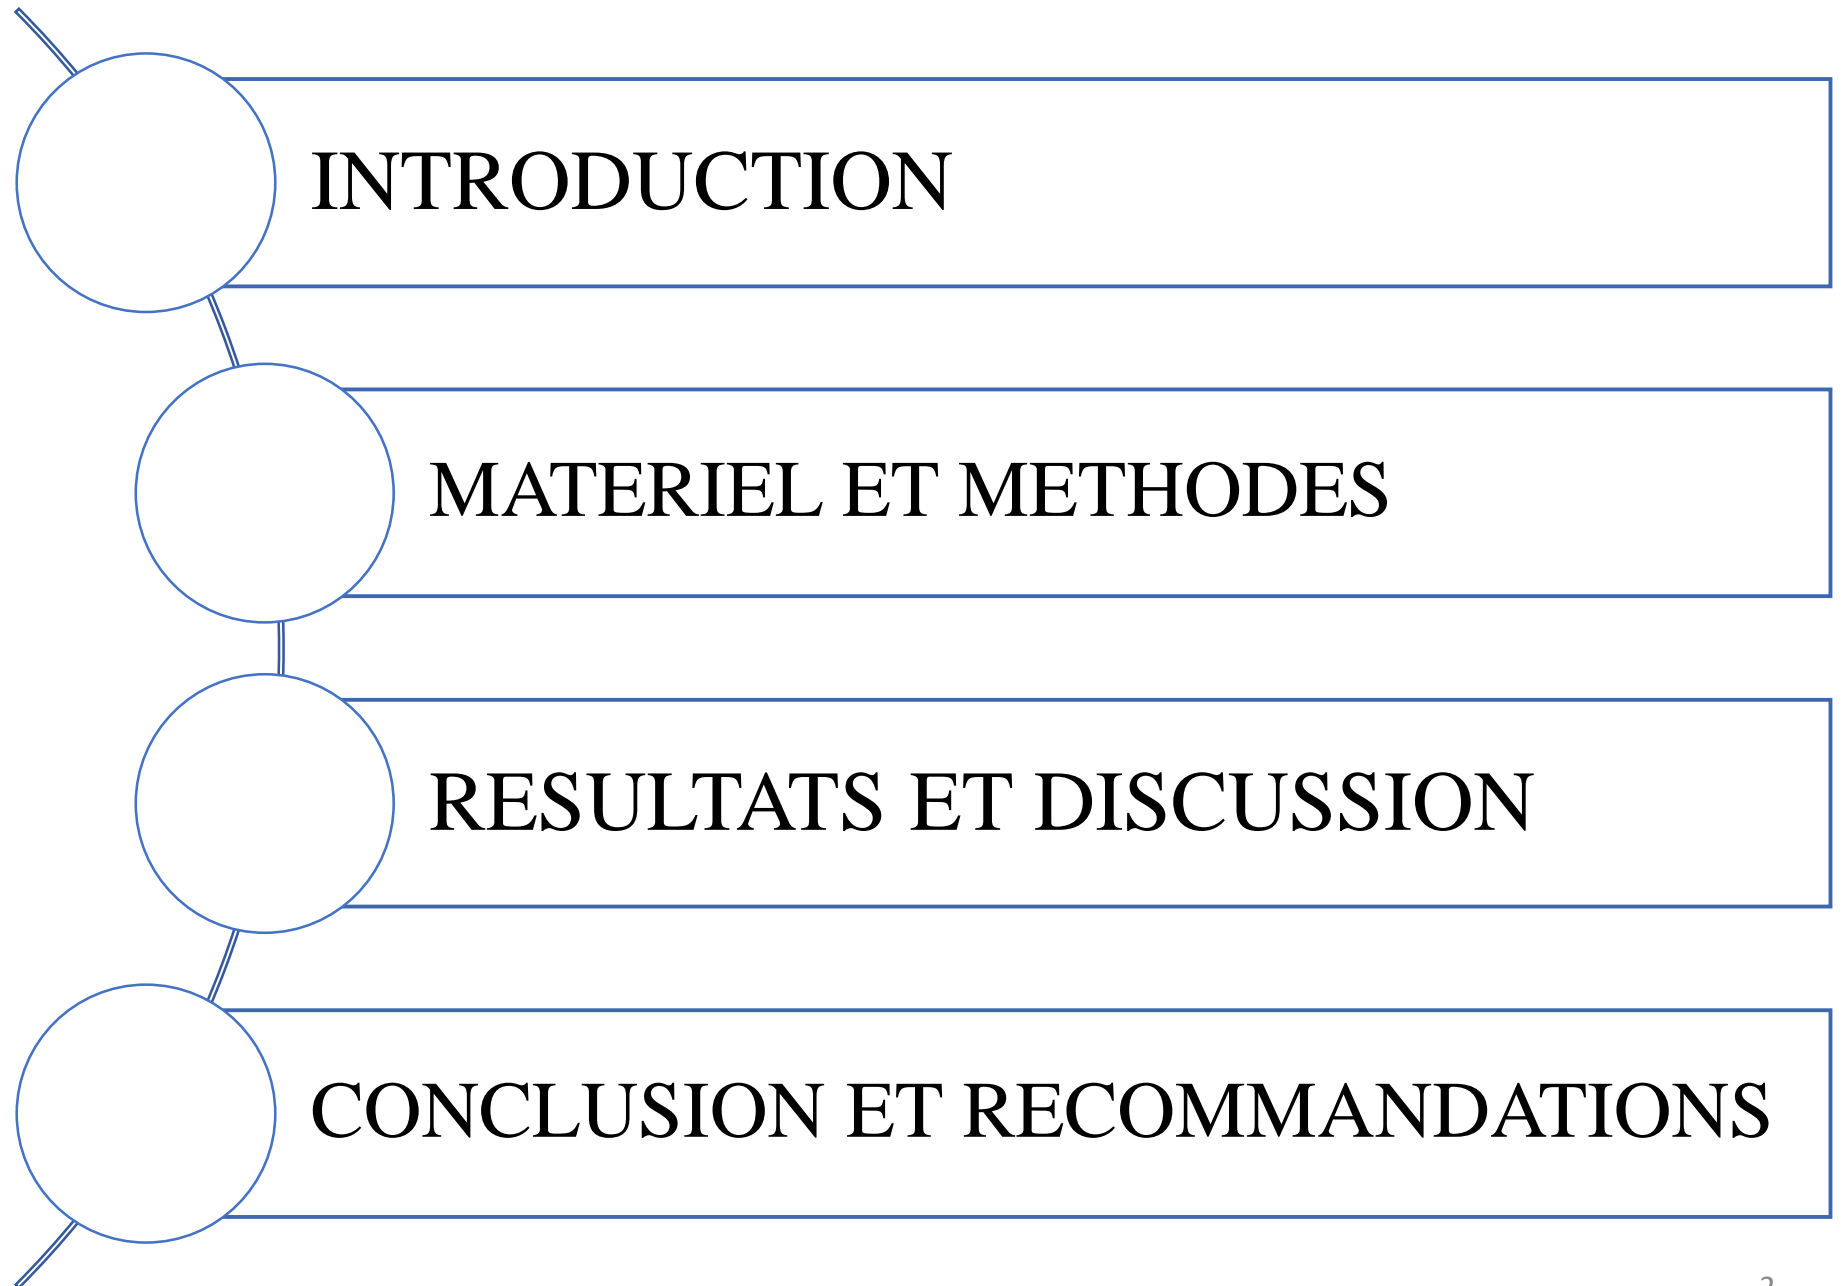 INTRODUCTION
MATERIEL ET METHODES
RESULTATS ET DISCUSSION
CONCLUSION ET RECOMMANDATIONS